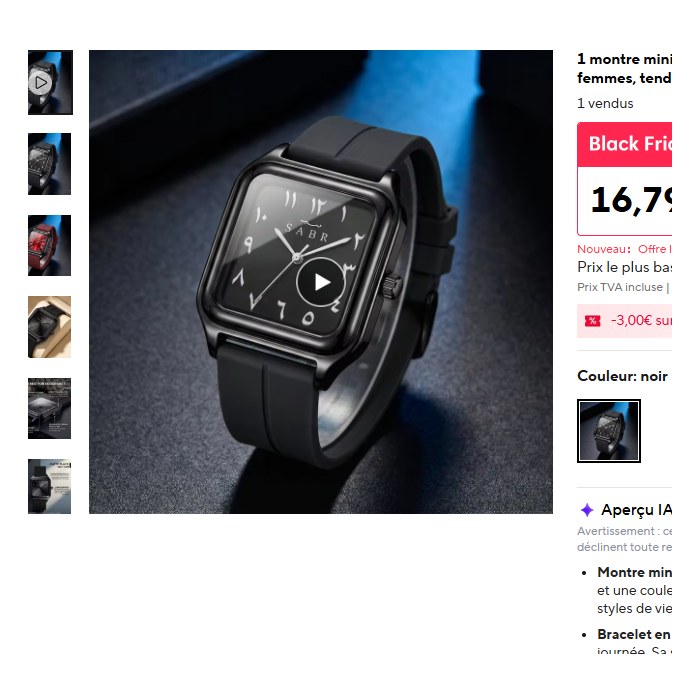 1 montre mini
femmes, tend
1 vendus
Black Fri
16,79
Nouveau: Offre l
Prix le plus bas
Prix TVA incluse |
-3,00€ sur
Couleur: noir
Aperçu IA
Avertissement : ce
déclinent toute re
Montre min
et une coule
styles de vie
Bracelet en
journée. Sa s
SABR
١٢
١
٢
٣
٤
٥
٦
٧
٨
٩
١٠
١١